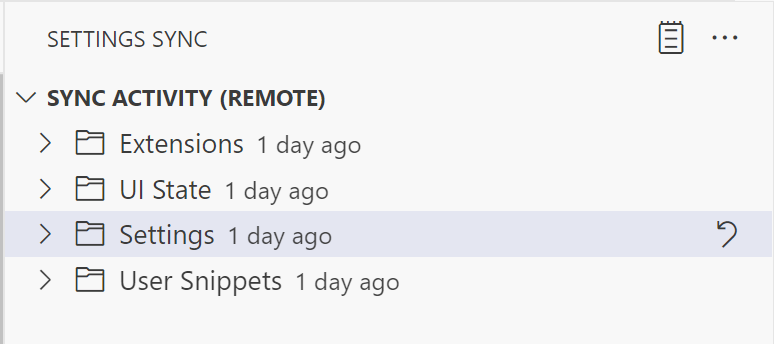 SETTINGS SYNC
SYNC ACTIVITY (REMOTE)
Extensions 1 day ago
UI State 1 day ago
Settings 1 day ago
User Snippets 1 day ago